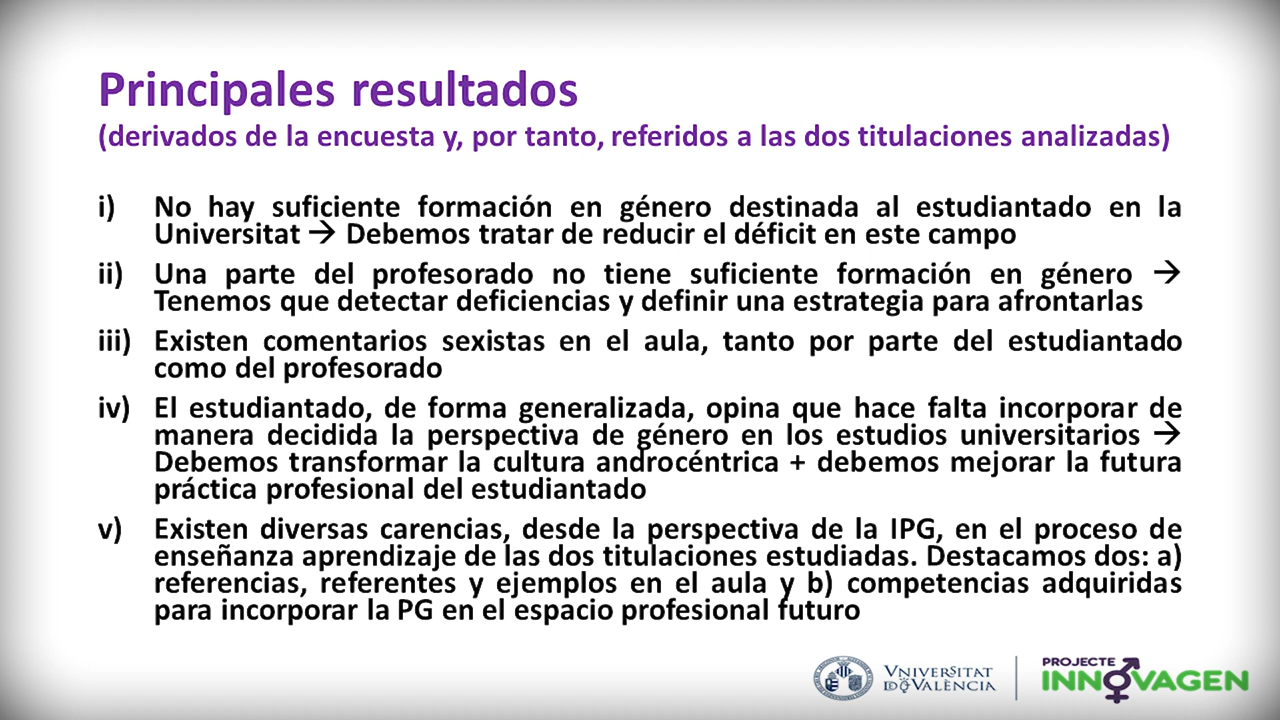 Principales resultados
(derivados de la encuesta y, por tanto, referidos a las dos titulaciones analizadas)
i) No hay suficiente formación en género destinada al estudiantado en la
Universitat → Debemos tratar de reducir el déficit en este campo
ii) Una parte del profesorado no tiene suficiente formación en género →
Tenemos que detectar deficiencias y definir una estrategia para afrontarlas
iii) Existen comentarios sexistas en el aula, tanto por parte del estudiantado
como del profesorado
iv) El estudiantado, de forma generalizada, opina que hace falta incorporar de
manera decidida la perspectiva de género en los estudios universitarios →
Debemos transformar la cultura androcéntrica + debemos mejorar la futura
práctica profesional del estudiantado
v) Existen diversas carencias, desde la perspectiva de la IPG, en el proceso de
enseñanza aprendizaje de las dos titulaciones estudiadas. Destacamos dos: a)
referencias, referentes y ejemplos en el aula y b) competencias adquiridas
para incorporar la PG en el espacio profesional futuro
VNIVERSITAT
DE VALÈNCIA
PROJECTE
INNOVAGEN